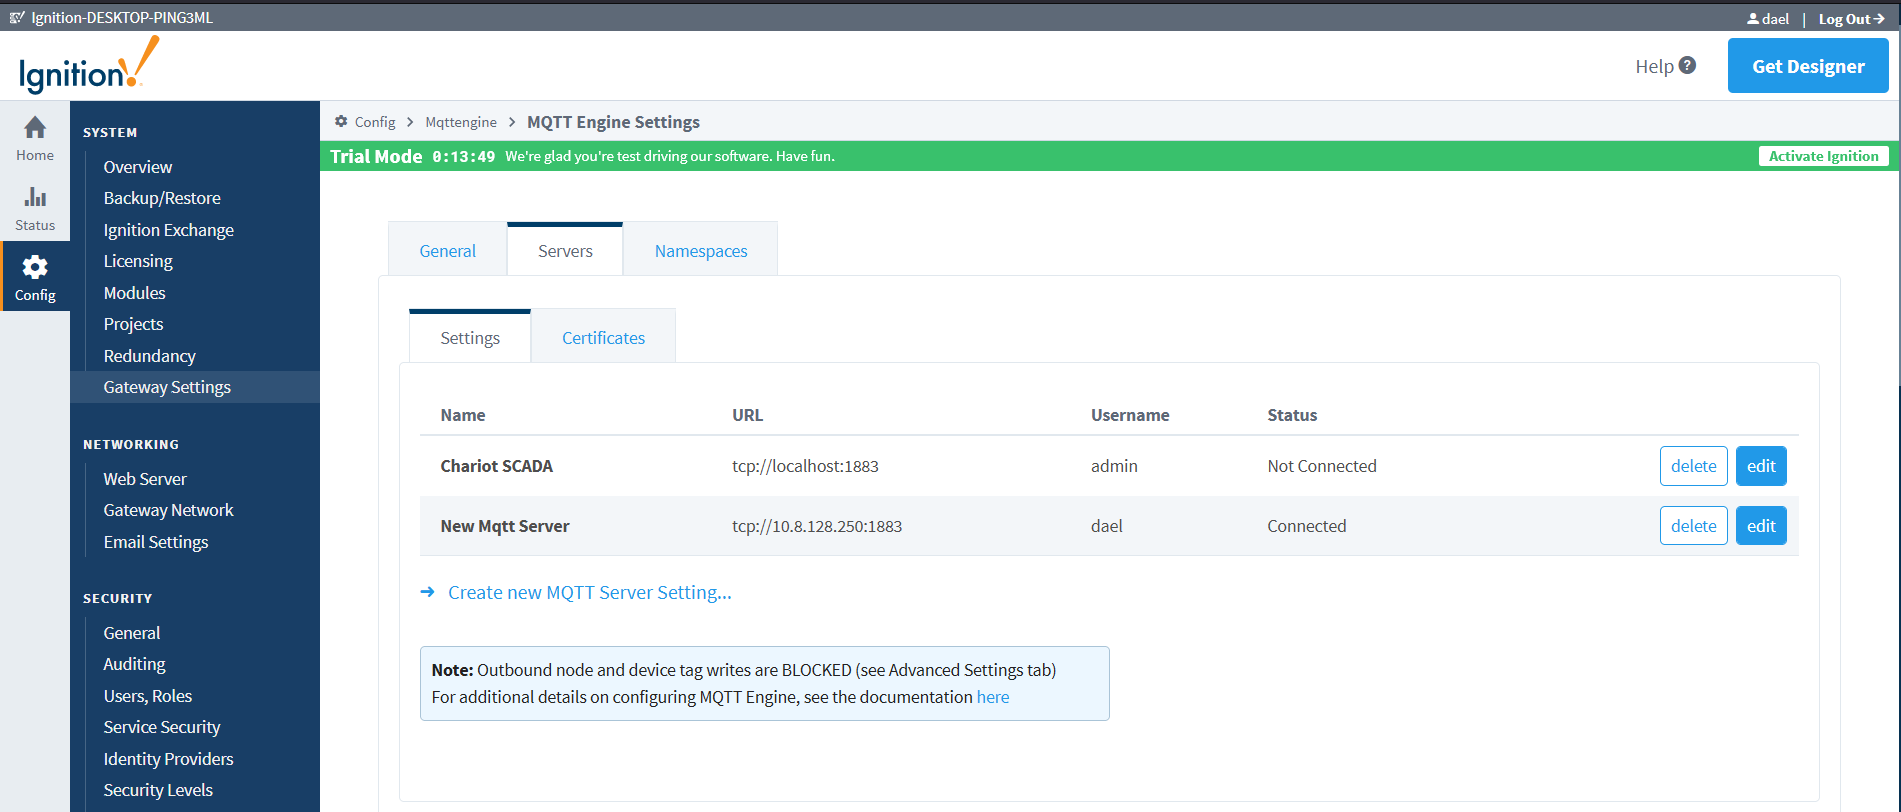 Ignition-DESKTOP-PING3ML
dael | Log Out
Ignition!
Help
Get Designer
Home
Status
Config
SYSTEM
Overview
Backup/Restore
Ignition Exchange
Licensing
Modules
Projects
Redundancy
Gateway Settings
NETWORKING
Web Server
Gateway Network
Email Settings
SECURITY
General
Auditing
Users, Roles
Service Security
Identity Providers
Security Levels
Config > Mqttengine > MQTT Engine Settings
Trial Mode 0:13:49 We're glad you're test driving our software. Have fun.
Activate Ignition
General Servers Namespaces
Settings Certificates
Name URL Username Status
Chariot SCADA tcp://localhost:1883 admin Not Connected delete edit
New Mqtt Server tcp://10.8.128.250:1883 dael Connected delete edit
Create new MQTT Server Setting...
Note: Outbound node and device tag writes are BLOCKED (see Advanced Settings tab)
For additional details on configuring MQTT Engine, see the documentation here